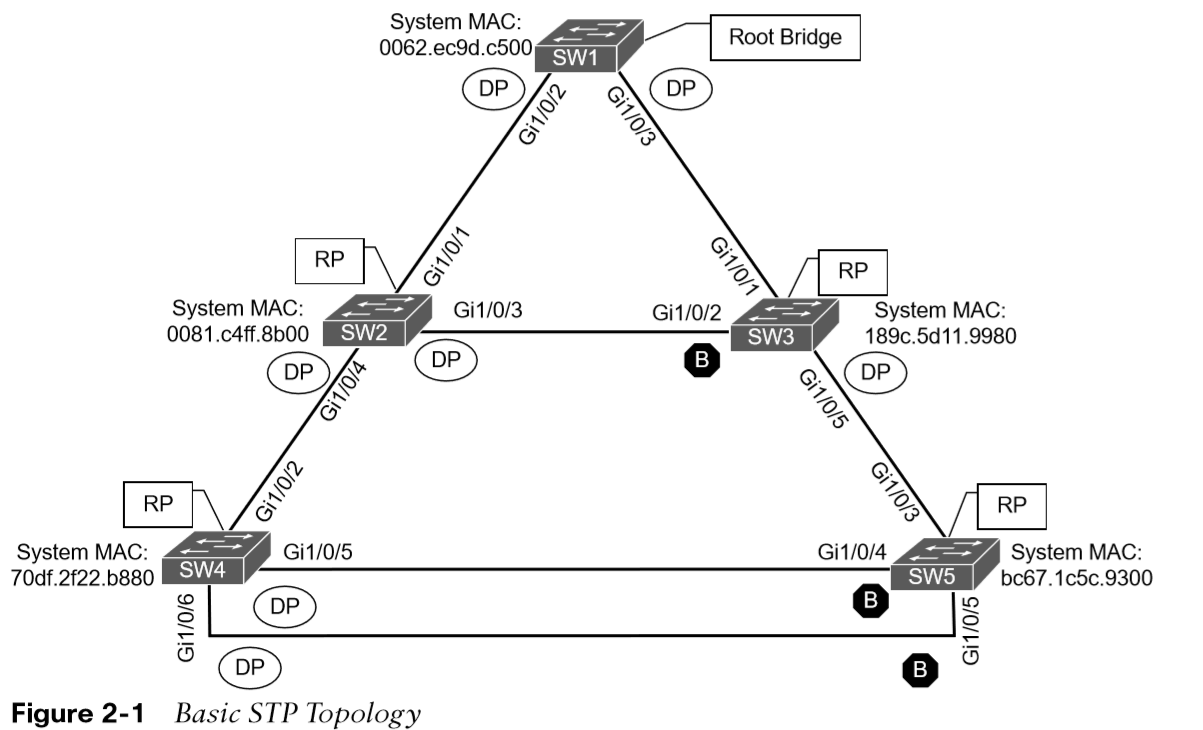 System MAC:
0062.ec9d.c500
SW1
Root Bridge
DP
DP
Gi1/0/2
Gi1/0/3
RP
Gi1/0/1
Gi1/0/1
RP
System MAC:
0081.c4ff.8b00
SW2
Gi1/0/3
Gi1/0/2
SW3
System MAC:
189c.5d11.9980
DP
DP
B
DP
Gi1/0/4
Gi1/0/5
RP
Gi1/0/2
Gi1/0/3
RP
System MAC:
70df.2f22.b880
SW4
Gi1/0/5
Gi1/0/4
SW5
System MAC:
bc67.1c5c.9300
Gi1/0/6
DP
B
Gi1/0/5
DP
B
Figure 2-1 Basic STP Topology